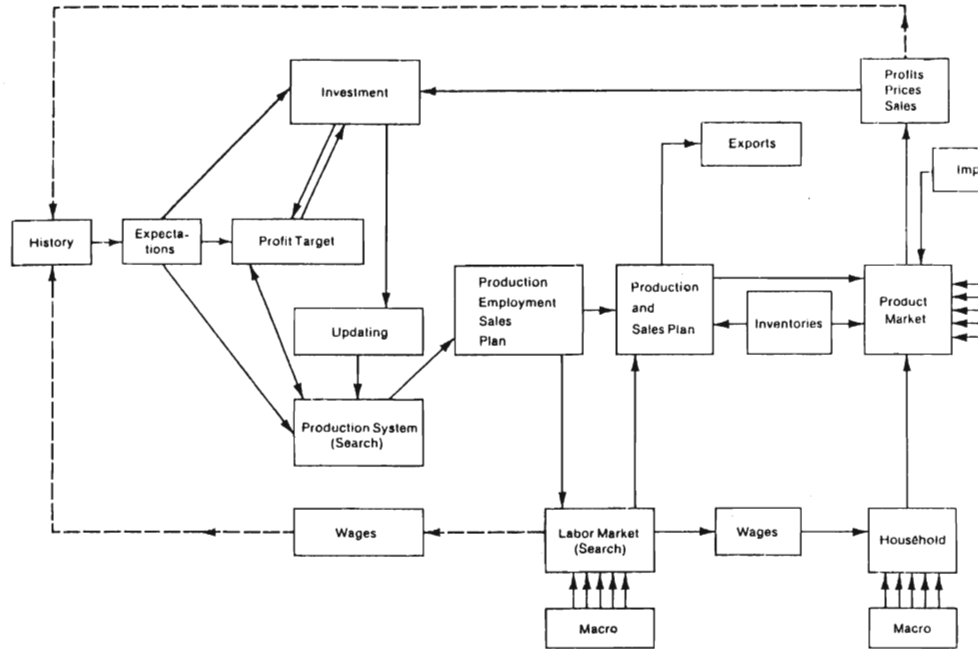 Profits
Prices
Sales
Investment
Exports
Imp
History
Expecta-
tions
Profit Target
Production
Employment
Sales
Plan
Production
and
Sales Plan
Inventories
Product
Market
Updating
Production System
(Search)
Wages
Labor Market
(Search)
Wages
Household
Macro
Macro